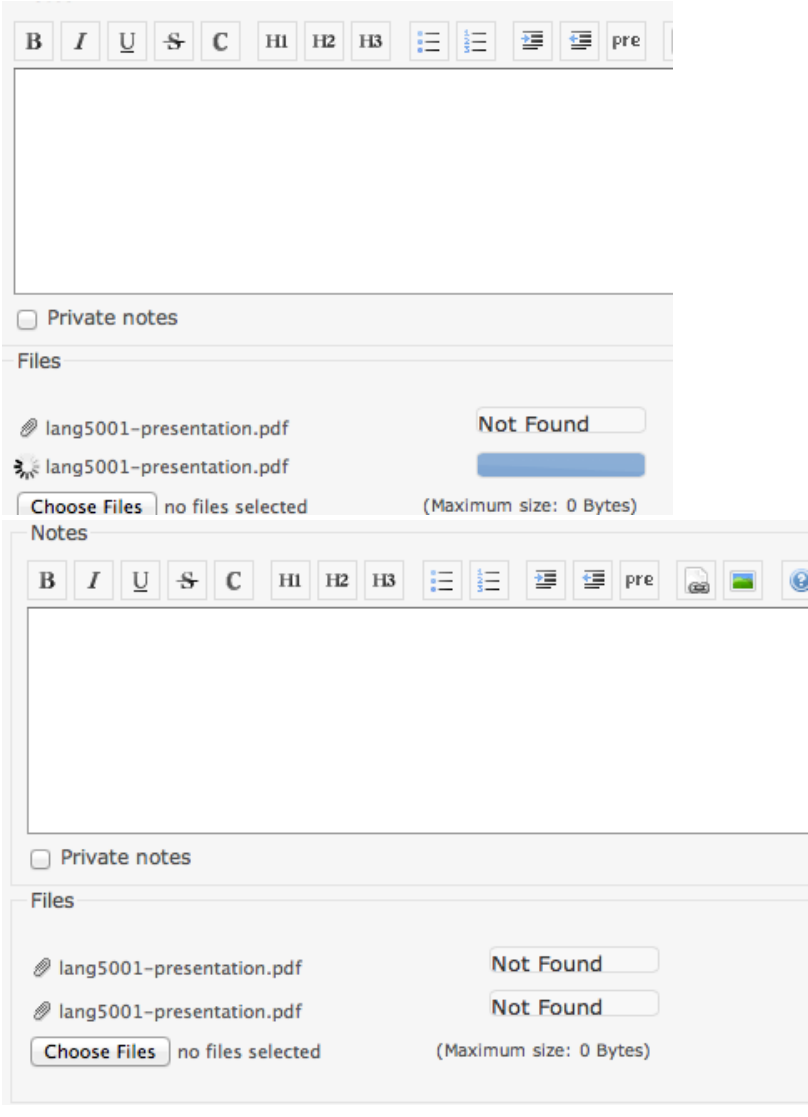 B I U S C H1 H2 H3 pre
Private notes
Files
lang5001-presentation.pdf Not Found
lang5001-presentation.pdf
Choose Files no files selected (Maximum size: 0 Bytes)
Notes
B I U S C H1 H2 H3 pre
Private notes
Files
lang5001-presentation.pdf Not Found
lang5001-presentation.pdf Not Found
Choose Files no files selected (Maximum size: 0 Bytes)